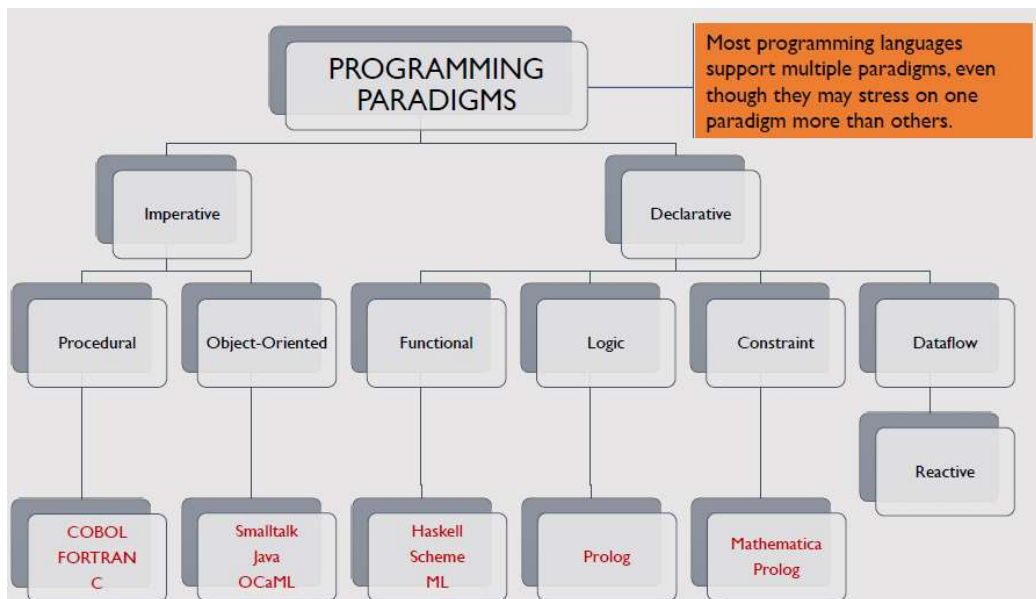 PROGRAMMING
PARADIGMS
Most programming languages
support multiple paradigms, even
though they may stress on one
paradigm more than others.
Imperative
Declarative
Procedural
Object-Oriented
Functional
Logic
Constraint
Dataflow
Reactive
COBOL
FORTRAN
C
Smalltalk
Java
OCaML
Haskell
Scheme
ML
Prolog
Mathematica
Prolog